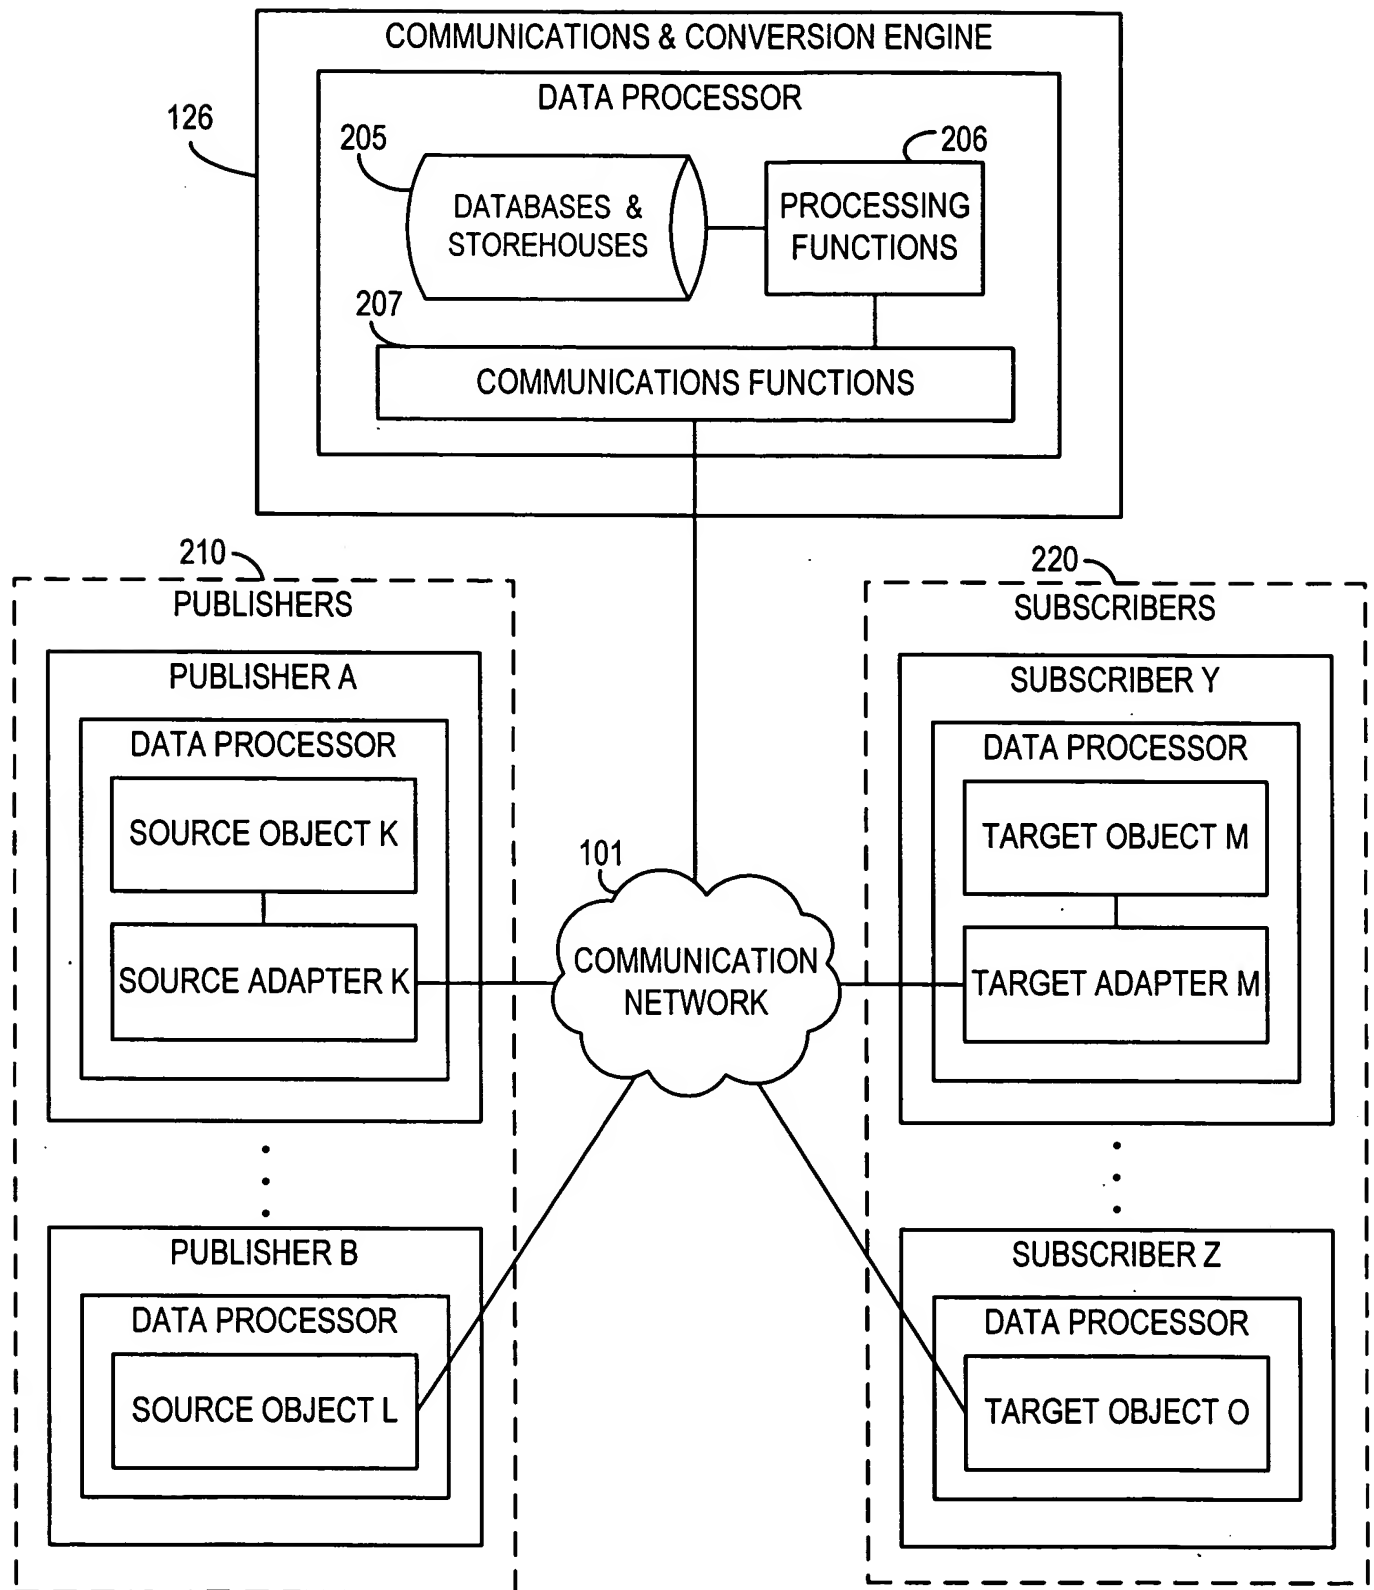 COMMUNICATIONS & CONVERSION ENGINE
DATA PROCESSOR
126
205
206
DATABASES &
STOREHOUSES
PROCESSING
FUNCTIONS
207
COMMUNICATIONS FUNCTIONS
210
PUBLISHERS
PUBLISHER A
DATA PROCESSOR
SOURCE OBJECT K
SOURCE ADAPTER K
PUBLISHER B
DATA PROCESSOR
SOURCE OBJECT L
101
COMMUNICATION
NETWORK
220
SUBSCRIBERS
SUBSCRIBER Y
DATA PROCESSOR
TARGET OBJECT M
TARGET ADAPTER M
SUBSCRIBER Z
DATA PROCESSOR
TARGET OBJECT O